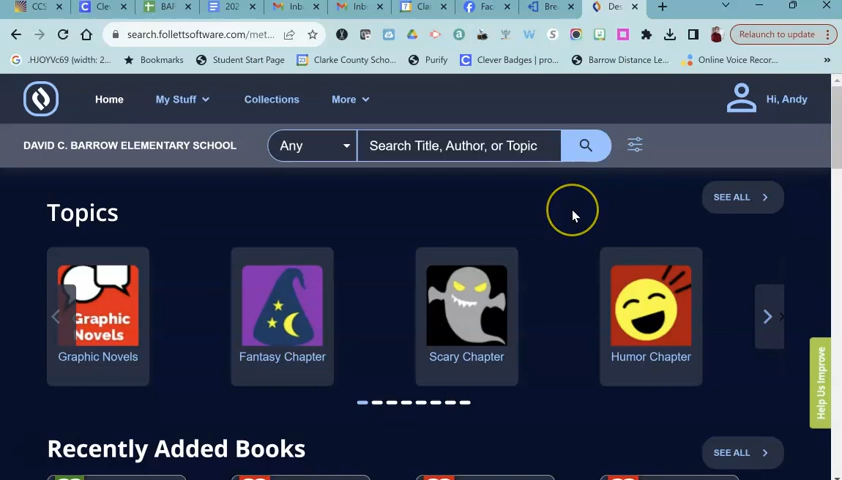 CCS
Clev
BAF
202
Inb
Inb
Clar
Fac
Bre
Des
search.follettsoftware.com/met...
Relaunch to update
.HJOYVc69 (width: 2...
Bookmarks
Student Start Page
Clarke County Scho...
Purify
Clever Badges | pro...
Barrow Distance Le...
Online Voice Recor...
Home
My Stuff
Collections
More
Hi, Andy
DAVID C. BARROW ELEMENTARY SCHOOL
Any
Search Title, Author, or Topic
Topics
SEE ALL
Graphic
Novels
Graphic Novels
Fantasy Chapter
Scary Chapter
Humor Chapter
Help Us Improve
Recently Added Books
SEE ALL